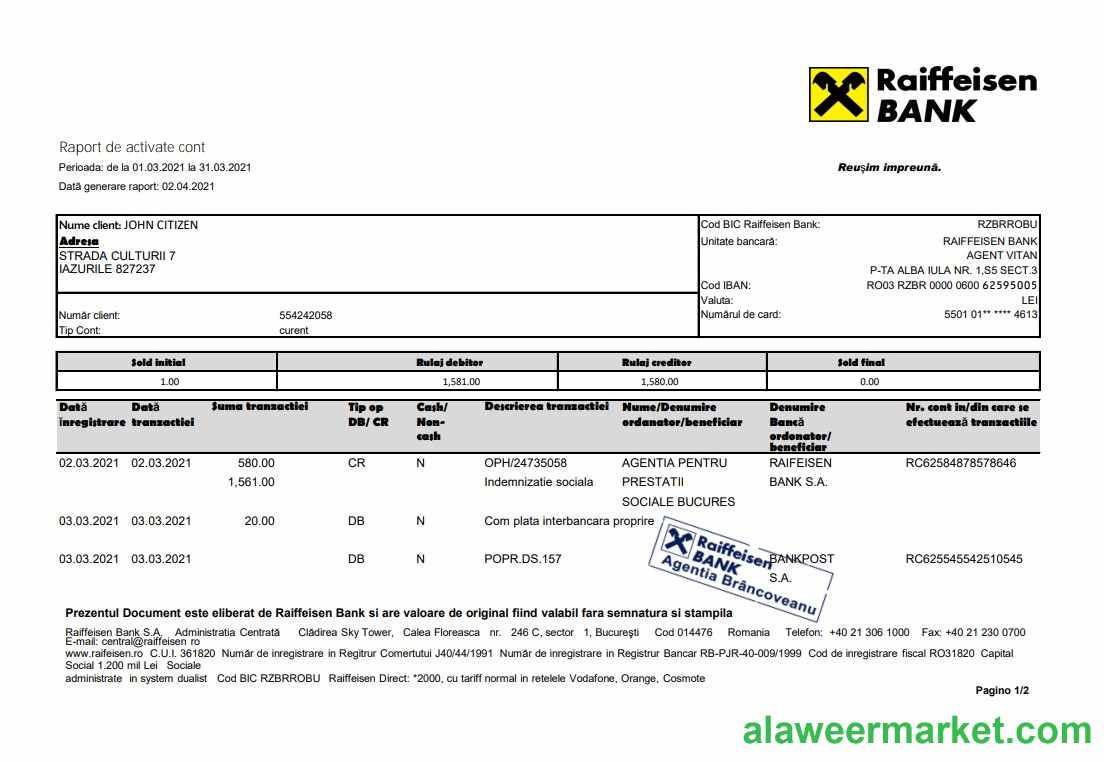 Raiffeisen
BANK
Raport de activate cont
Perioada: de la 01.03.2021 la 31.03.2021
Reușim impreună.
Dată generare raport: 02.04.2021
Nume client: JOHN CITIZEN
Adresa
STRADA CULTURII 7
IAZURILE 827237
Număr client: 554242058
Tip Cont: curent
Cod BIC Raiffeisen Bank: RZBRROBU
Unitate bancară: RAIFFEISEN BANK
AGENT VITAN
P-TA ALBA IULA NR. 1,S5 SECT.3
Cod IBAN: RO03 RZBR 0000 0600 62595005
Valuta: LEI
Numărul de card: 5501 01** **** 4613
Sold initial Rulaj debitor Rulaj creditor Sold final
1.00 1,581.00 1,580.00 0.00
Dată Dată Suma tranzactiei Tip op Cash/ Descrierea tranzactiei Nume/Denumire Denumire Nr. cont in/din care se
înregistrare tranzactiei DB/ CR Non- ordanator/beneficiar Bancă efectuează tranzactiile
cash ordonator/
beneficiar
02.03.2021 02.03.2021 580.00 CR N OPH/24735058 AGENTIA PENTRU RAIFEISEN RC62584878578646
1,561.00 Indemnizatie sociala PRESTATII BANK S.A.
SOCIALE BUCURES
03.03.2021 03.03.2021 20.00 DB N Com plata interbancara proprire
03.03.2021 03.03.2021 DB N POPR.DS.157 BANKPOST RC625545542510545
S.A.
Raiffeisen
BANK
Agentia Brâncoveanu
Prezentul Document este eliberat de Raiffeisen Bank si are valoare de original fiind valabil fara semnatura si stampila
Raiffeisen Bank S.A. Administratia Centrată Clădirea Sky Tower, Calea Floreasca nr. 246 C, sector 1, București Cod 014476 Romania Telefon: +40 21 306 1000 Fax: +40 21 230 0700
E-mail: central@raiffeisen ro
www.raifeisen.ro C.U.I. 361820 Număr de inregistrare in Regitrur Comertutui J40/44/1991 Număr de inregistrare in Registrur Bancar RB-PJR-40-009/1999 Cod de inregistrare fiscal RO31820 Capital
Social 1.200 mil Lei Sociale
administrate in system dualist Cod BIC RZBRROBU Raiffeisen Direct: *2000, cu tariff normal in retelele Vodafone, Orange, Cosmote
Pagino 1/2
alaweermarket.com